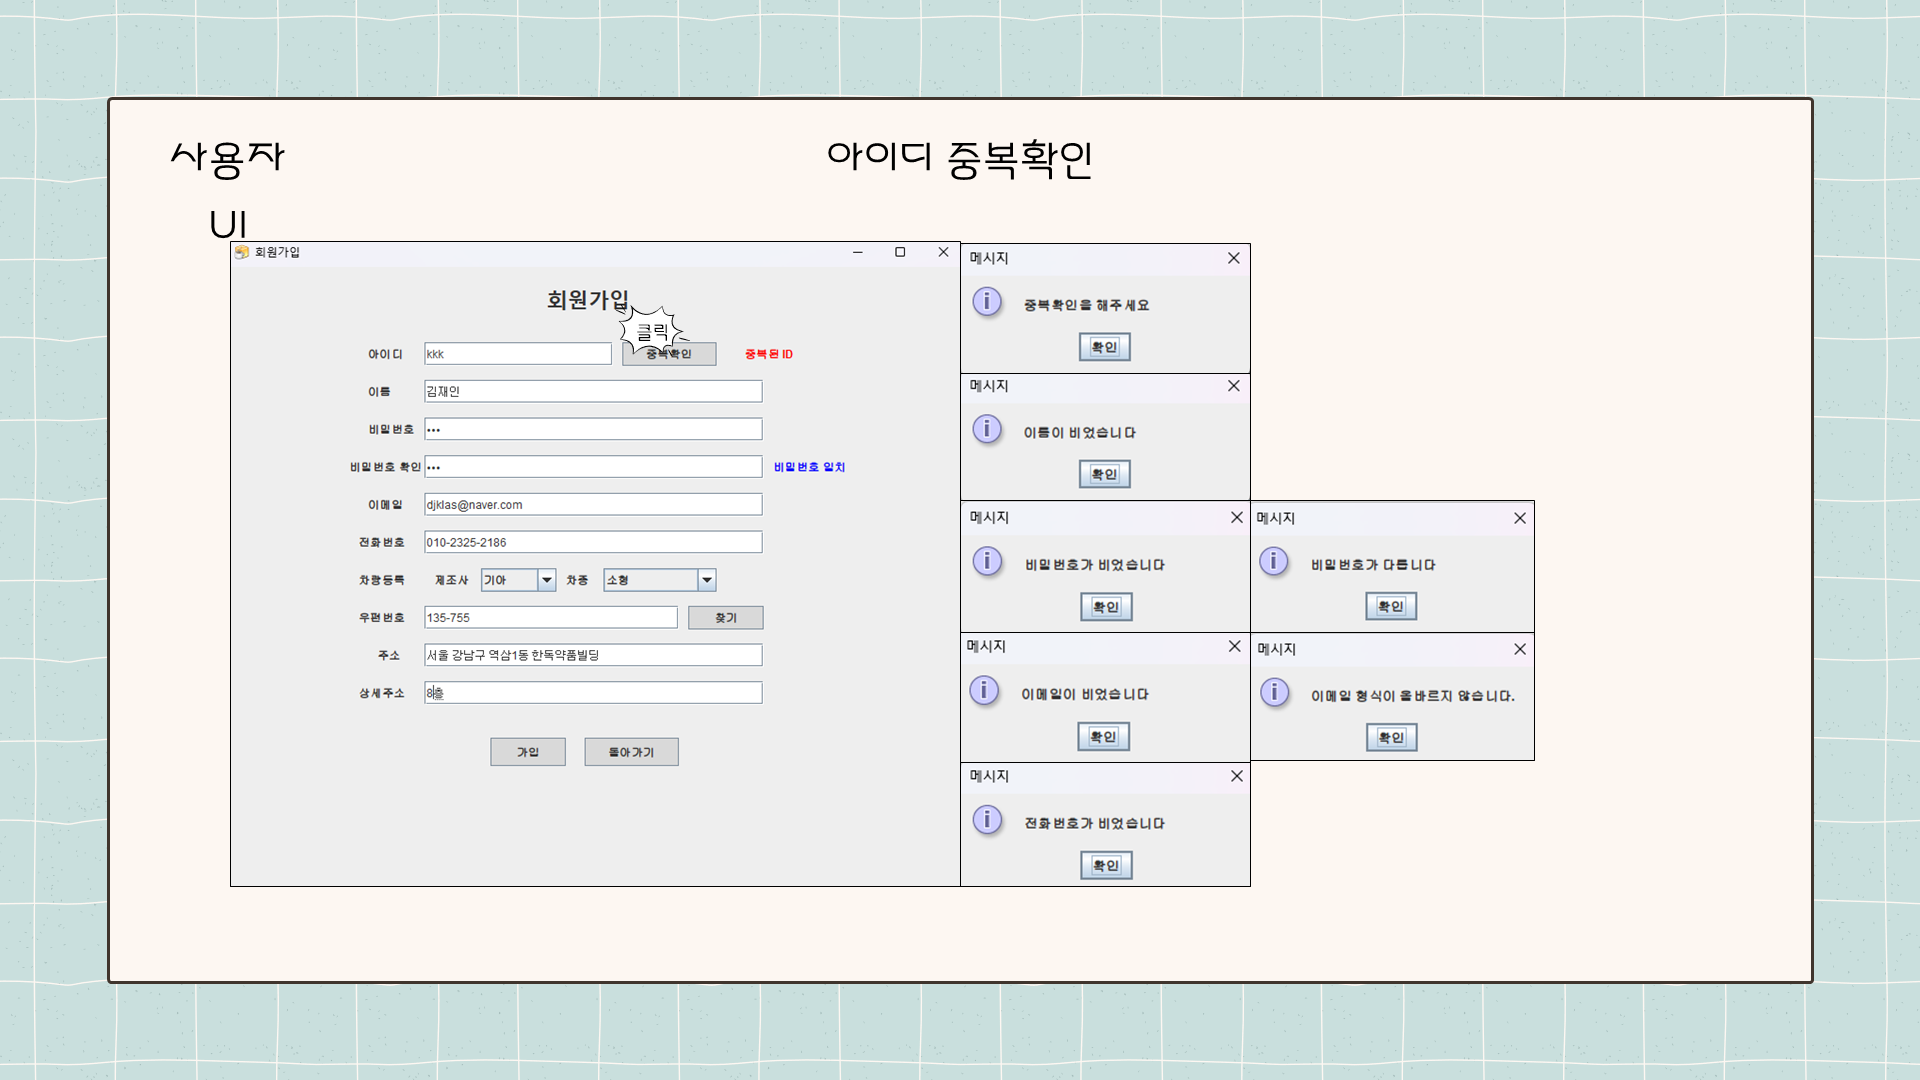 사용자
UI
아이디 중복확인
회원가입
회원가입
클릭
아이디 kkk 중복확인 중복된 ID
이름 김재인
비밀번호 •••
비밀번호 확인 ••• 비밀번호 일치
이메일 djklas@naver.com
전화번호 010-2325-2186
차량등록 제조사 기아 차종 소형
우편번호 135-755 찾기
주소 서울 강남구 역삼1동 한독약품빌딩
상세주소 8층
가입 돌아가기
메시지
중복확인을 해주세요
확인
메시지
이름이 비었습니다
확인
메시지
비밀번호가 비었습니다
확인
메시지
비밀번호가 다릅니다
확인
메시지
이메일이 비었습니다
확인
메시지
이메일 형식이 올바르지 않습니다.
확인
메시지
전화번호가 비었습니다
확인